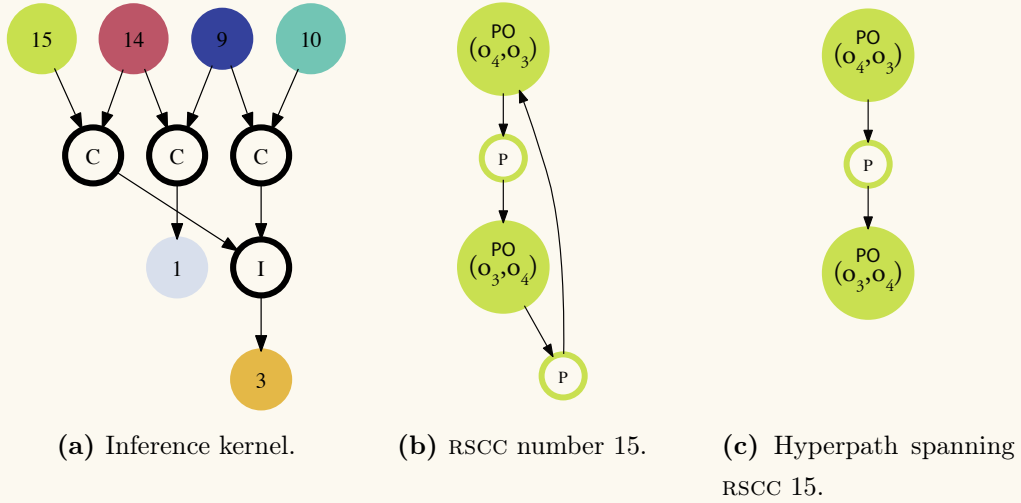 15 14 9 10
C C C
1 I
3
(a) Inference kernel.
PO
(o₄,o₃)
P
PO
(o₃,o₄)
P
(b) RSCC number 15.
PO
(o₄,o₃)
P
PO
(o₃,o₄)
(c) Hyperpath spanning
RSCC 15.